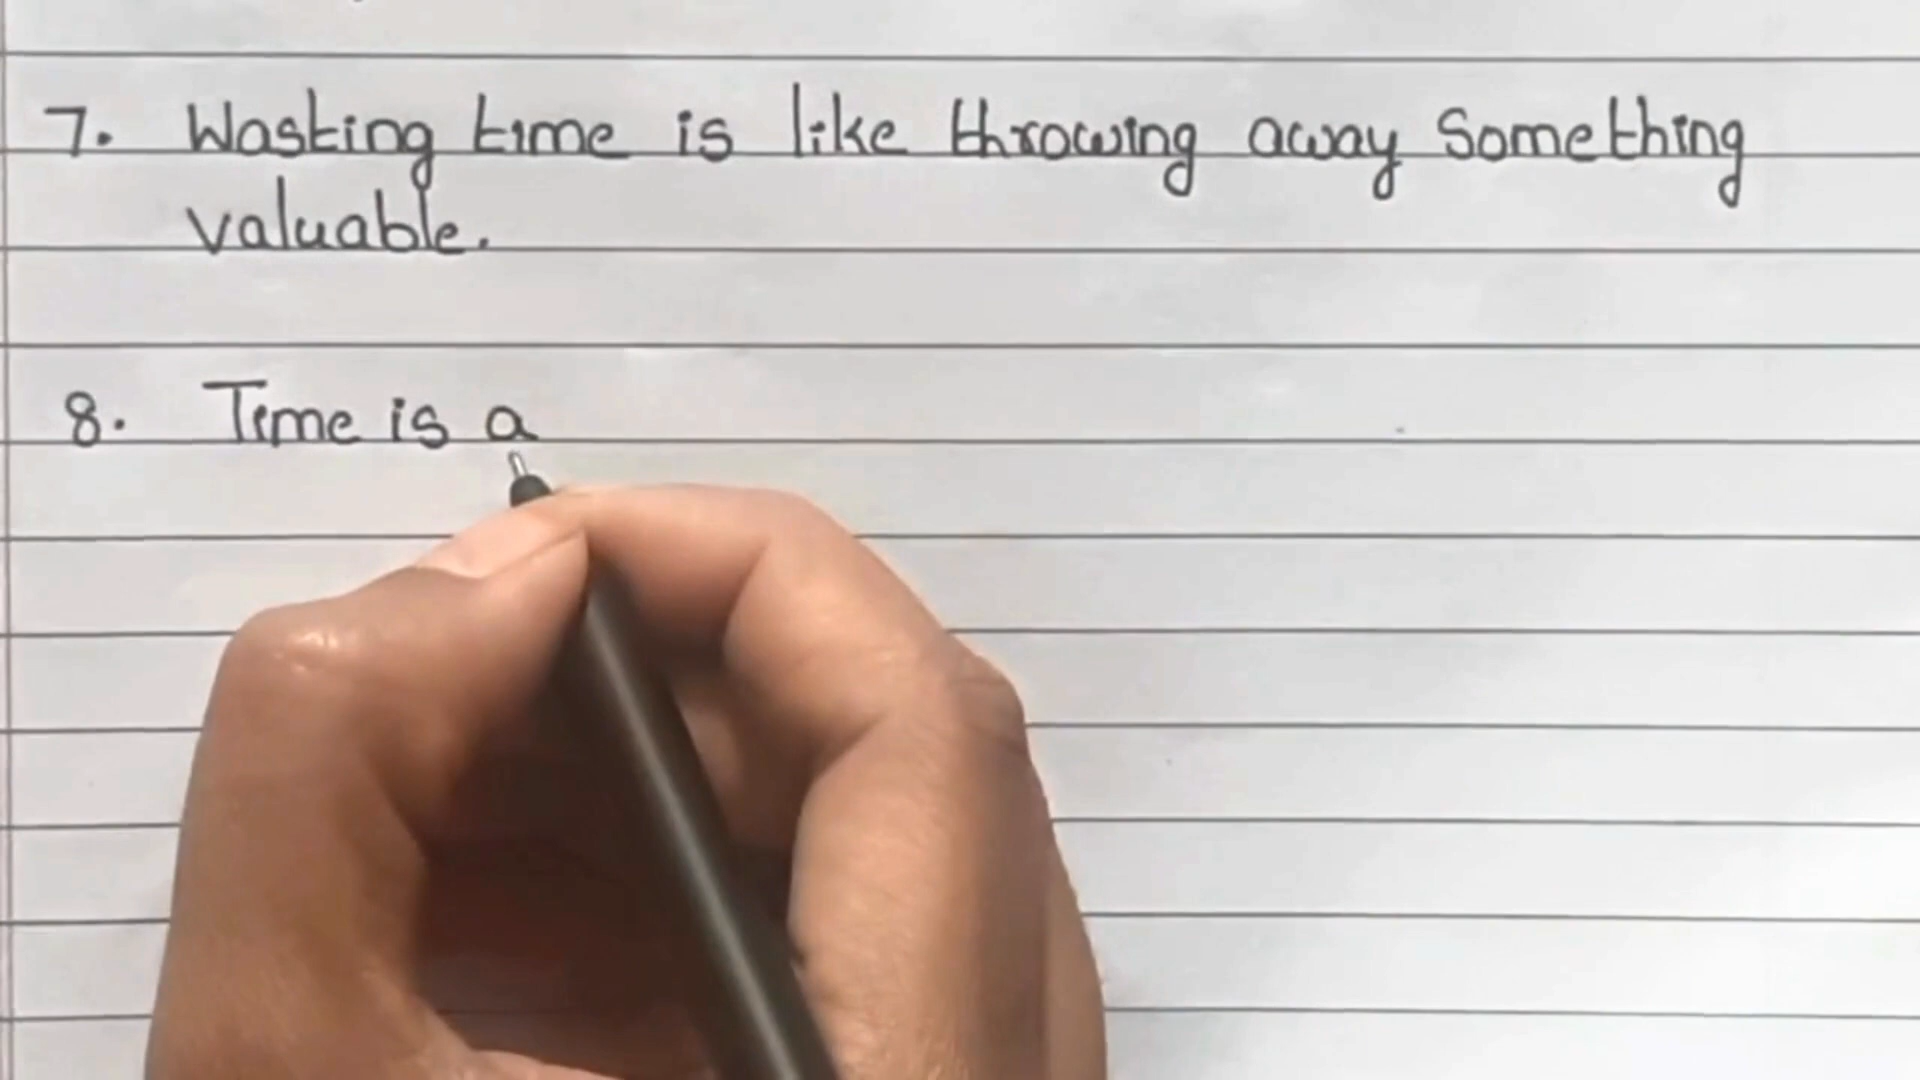 7. Wasting time is like throwing away something
valuable.
8. Time is a